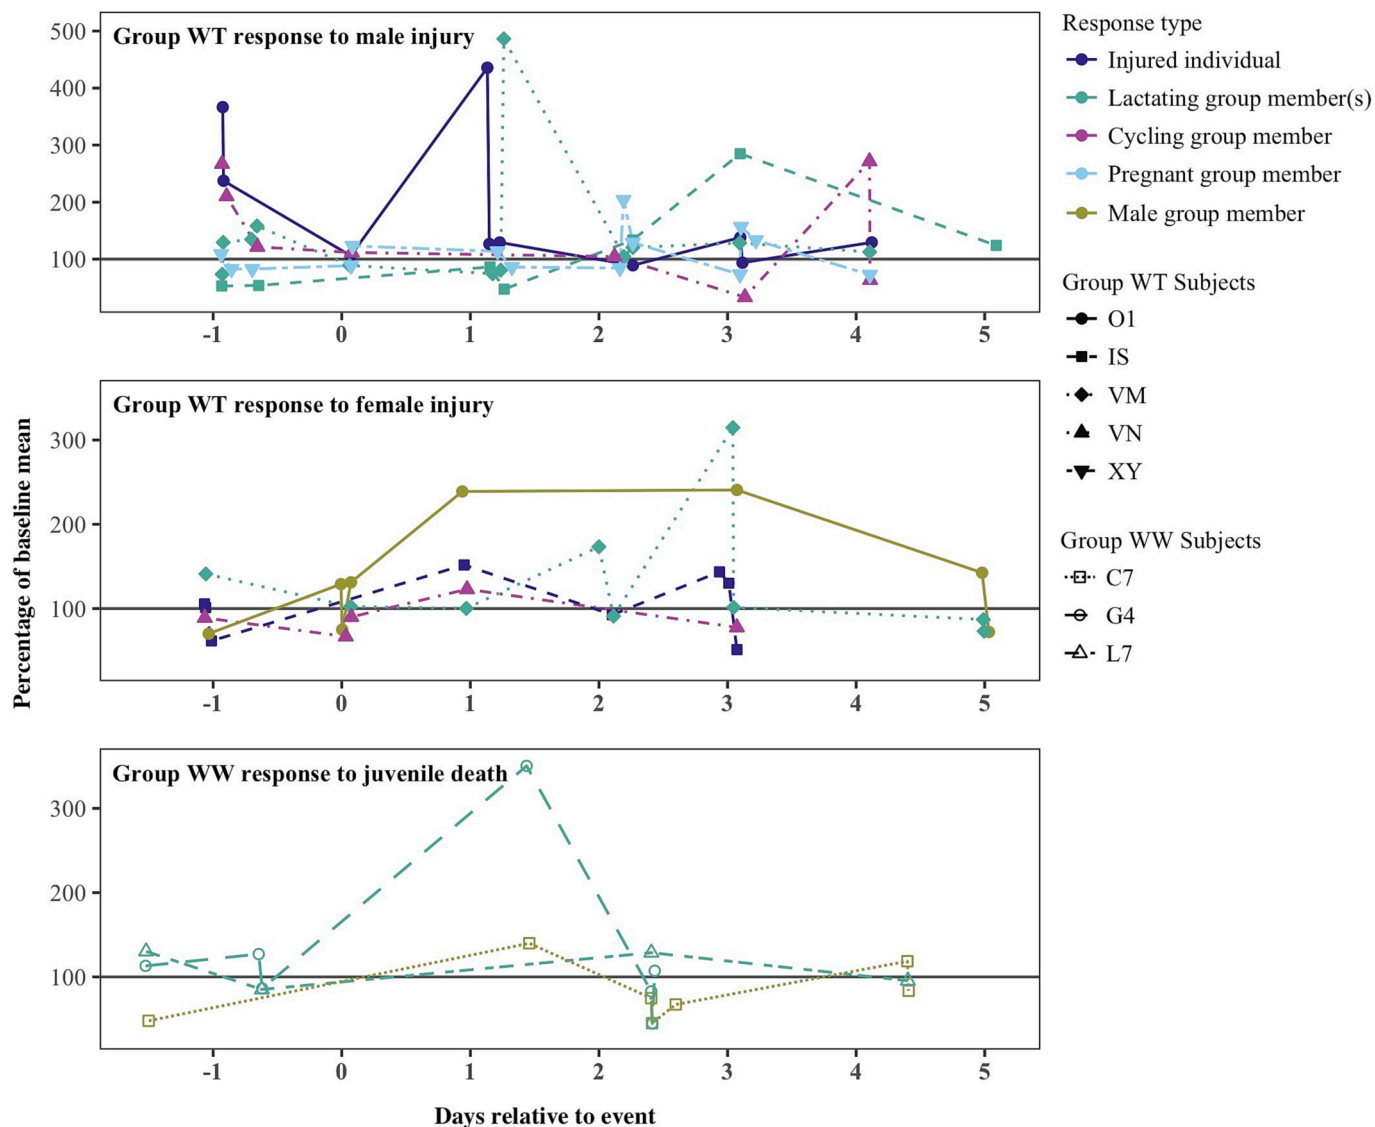 Group WT response to male injury
500
400
300
200
100
-1 0 1 2 3 4 5
Group WT response to female injury
300
200
100
-1 0 1 2 3 4 5
Group WW response to juvenile death
300
200
100
-1 0 1 2 3 4 5
Percentage of baseline mean
Days relative to event
Response type
Injured individual
Lactating group member(s)
Cycling group member
Pregnant group member
Male group member
Group WT Subjects
O1
IS
VM
VN
XY
Group WW Subjects
C7
G4
L7